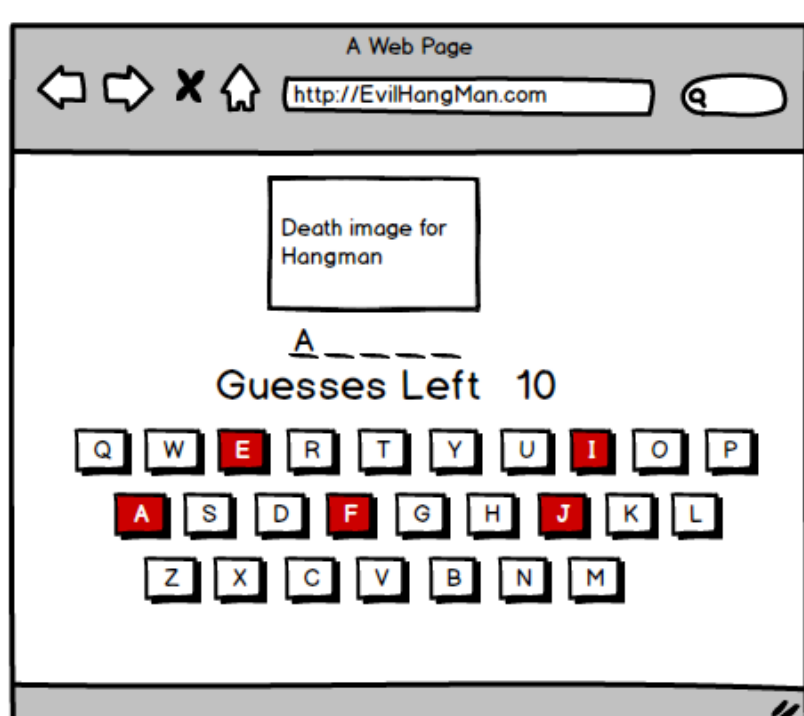 A Web Page
http://EvilHangMan.com
Death image for
Hangman
A _ _ _ _ _
Guesses Left 10
Q W E R T Y U I O P
A S D F G H J K L
Z X C V B N M